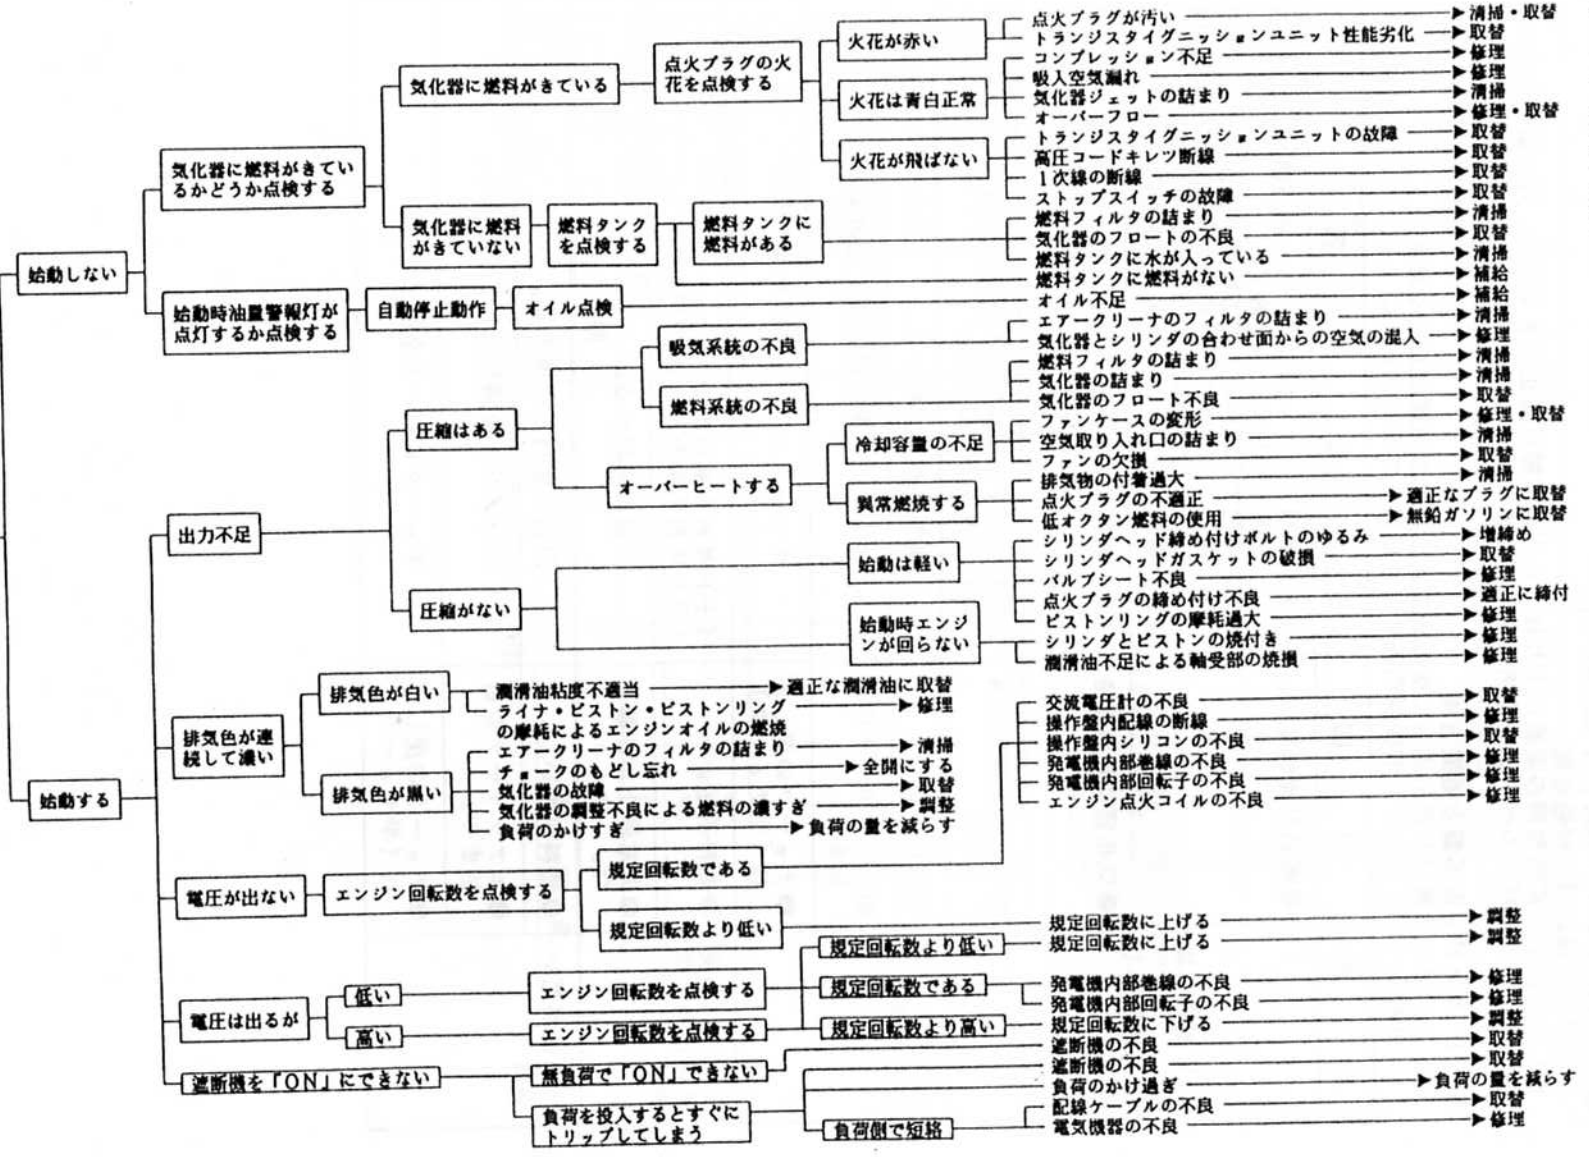 始動しない
気化器に燃料がきてい
るかどうか点検する
気化器に燃料がきている
点火プラグの火
花を点検する
火花が赤い
点火プラグが汚い
清掃・取替
トランジスタイグニッションユニット性能劣化
取替
火花は青白正常
コンプレッション不足
修理
吸入空気漏れ
修理
気化器ジェットの詰まり
清掃
オーバーフロー
修理・取替
火花が飛ばない
トランジスタイグニッションユニットの故障
取替
高圧コードキレツ断線
取替
1次線の断線
取替
ストップスイッチの故障
取替
気化器に燃料
がきていない
燃料タンク
を点検する
燃料タンクに
燃料がある
燃料フィルタの詰まり
清掃
気化器のフロートの不良
取替
燃料タンクに水が入っている
清掃
燃料タンクに燃料がない
補給
始動時油量警報灯が
点灯するか点検する
自動停止動作
オイル点検
オイル不足
補給
始動する
出力不足
圧縮はある
吸気系統の不良
エアークリーナのフィルタの詰まり
清掃
気化器とシリンダの合わせ面からの空気の混入
修理
燃料系統の不良
燃料フィルタの詰まり
清掃
気化器の詰まり
清掃
気化器のフロート不良
取替
オーバーヒートする
冷却容量の不足
ファンケースの変形
修理・取替
空気取り入れ口の詰まり
清掃
ファンの欠損
取替
異常燃焼する
排気物の付着過大
清掃
点火プラグの不適正
適正なプラグに取替
低オクタン燃料の使用
無鉛ガソリンに取替
圧縮がない
始動は軽い
シリンダヘッド締め付けボルトのゆるみ
増締め
シリンダヘッドガスケットの破損
取替
バルブシート不良
修理
点火プラグの締め付け不良
適正に締付
ピストンリングの摩耗過大
修理
始動時エンジ
ンが回らない
シリンダとピストンの焼付き
修理
潤滑油不足による軸受部の焼損
修理
排気色が連
続して濃い
排気色が白い
潤滑油粘度不適当
適正な潤滑油に取替
ライナ・ピストン・ピストンリング
の摩耗によるエンジンオイルの燃焼
修理
排気色が黒い
エアークリーナのフィルタの詰まり
清掃
チョークのもどし忘れ
全開にする
気化器の故障
取替
気化器の調整不良による燃料の濃すぎ
調整
負荷のかけすぎ
負荷の量を減らす
電圧が出ない
エンジン回転数を点検する
規定回転数である
交流電圧計の不良
取替
操作盤内配線の断線
修理
操作盤内シリコンの不良
取替
発電機内部巻線の不良
修理
発電機内部回転子の不良
修理
エンジン点火コイルの不良
修理
規定回転数より低い
規定回転数に上げる
調整
電圧は出るが
低い
エンジン回転数を点検する
高い
エンジン回転数を点検する
規定回転数より低い
規定回転数に上げる
調整
規定回転数である
発電機内部巻線の不良
修理
発電機内部回転子の不良
修理
規定回転数より高い
規定回転数に下げる
調整
遮断機を「ON」にできない
無負荷で「ON」できない
遮断機の不良
取替
負荷を投入するとすぐに
トリップしてしまう
遮断機の不良
取替
負荷のかけ過ぎ
負荷の量を減らす
負荷側で短絡
配線ケーブルの不良
取替
電気機器の不良
修理